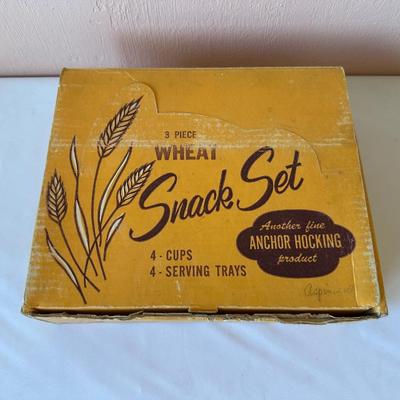 3 PIECE
WHEAT
Snack Set
4 - CUPS
4 - SERVING TRAYS
Another fine
ANCHOR HOCKING
product